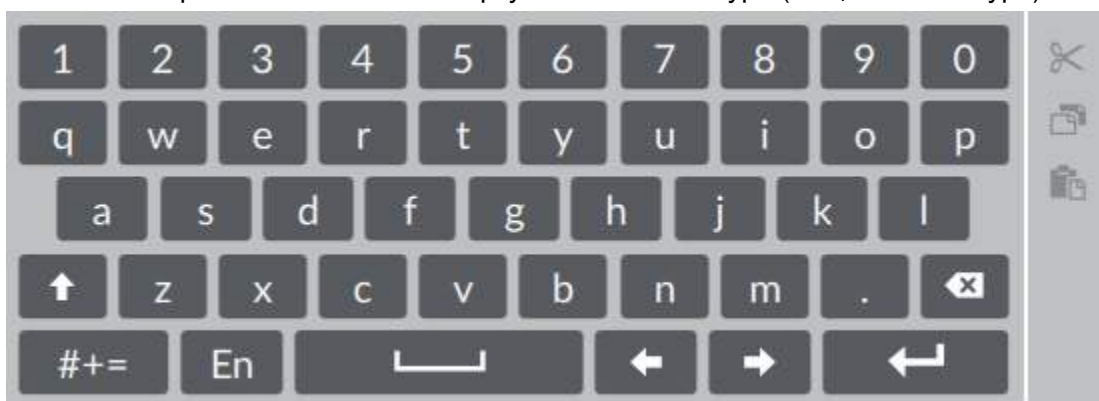 1 2 3 4 5 6 7 8 9 0
q w e r t y u i o p
a s d f g h j k l
z x c v b n m .
#+= En